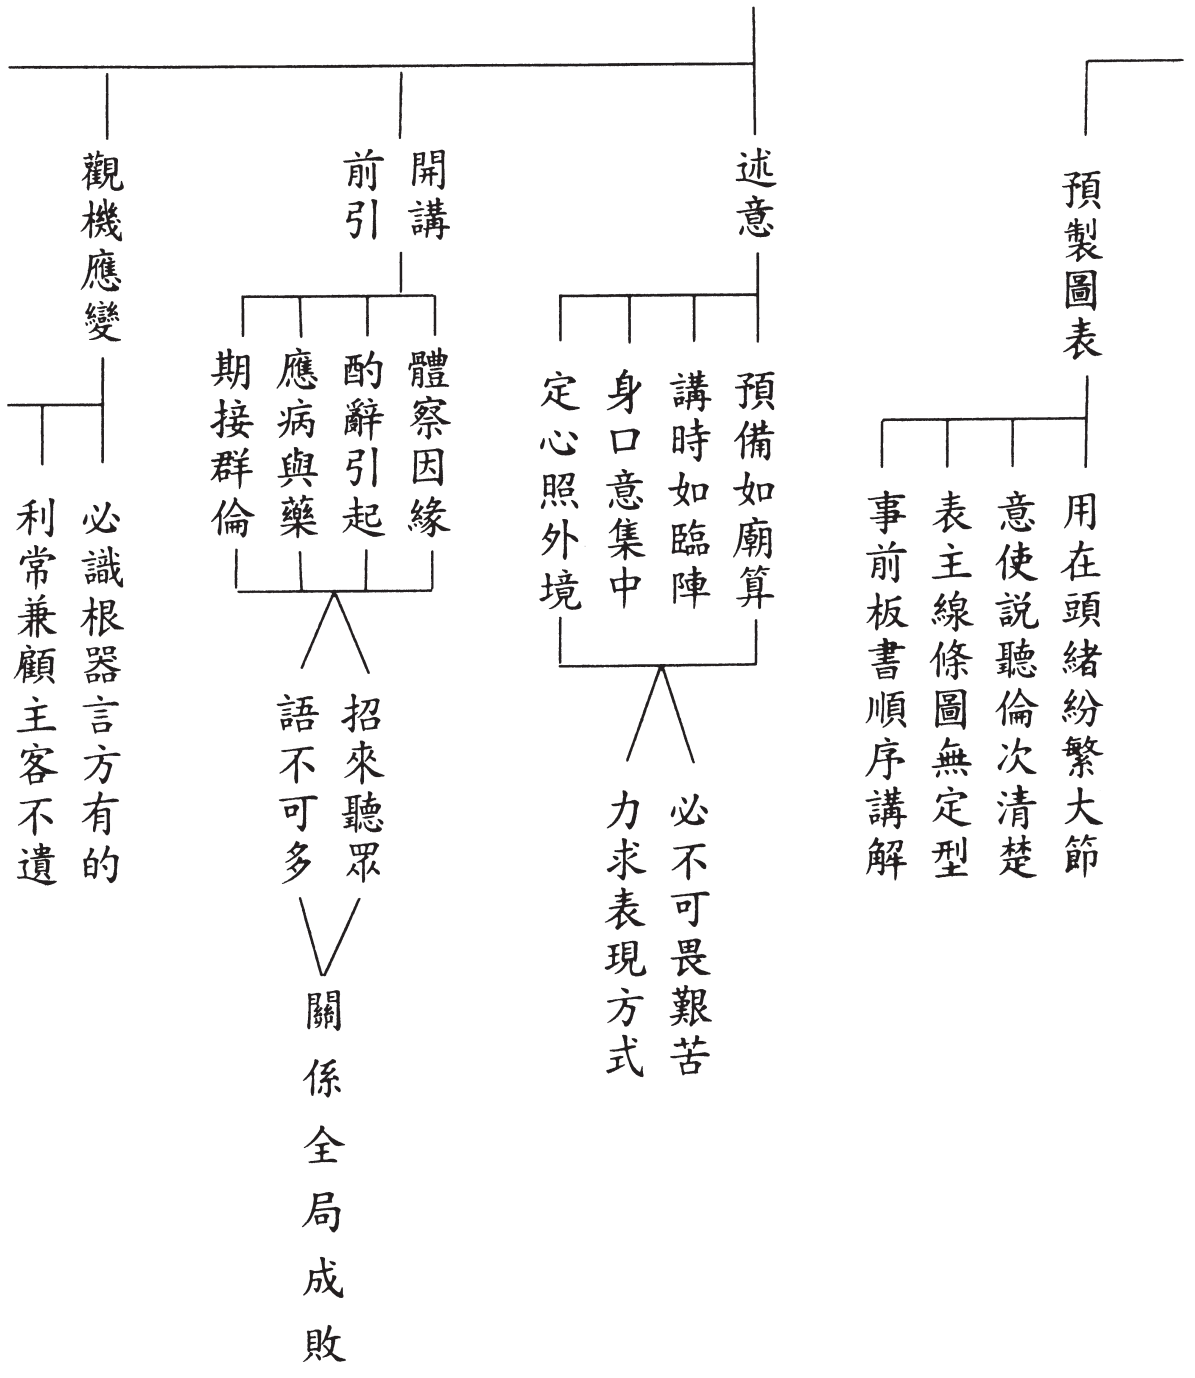 預製圖表
用在頭緒紛繁大節
意使説聽倫次清楚
表主線條圖無定型
事前板書順序講解
述意
預備如廟算
講時如臨陣
身口意集中
定心照外境
必不可畏艱苦
力求表現方式
開講
前引
體察因緣
酌辭引起
應病與藥
期接群倫
招來聽眾
語不可多
關係全局成敗
觀機應變
必識根器言方有的
利常兼顧主客不遺